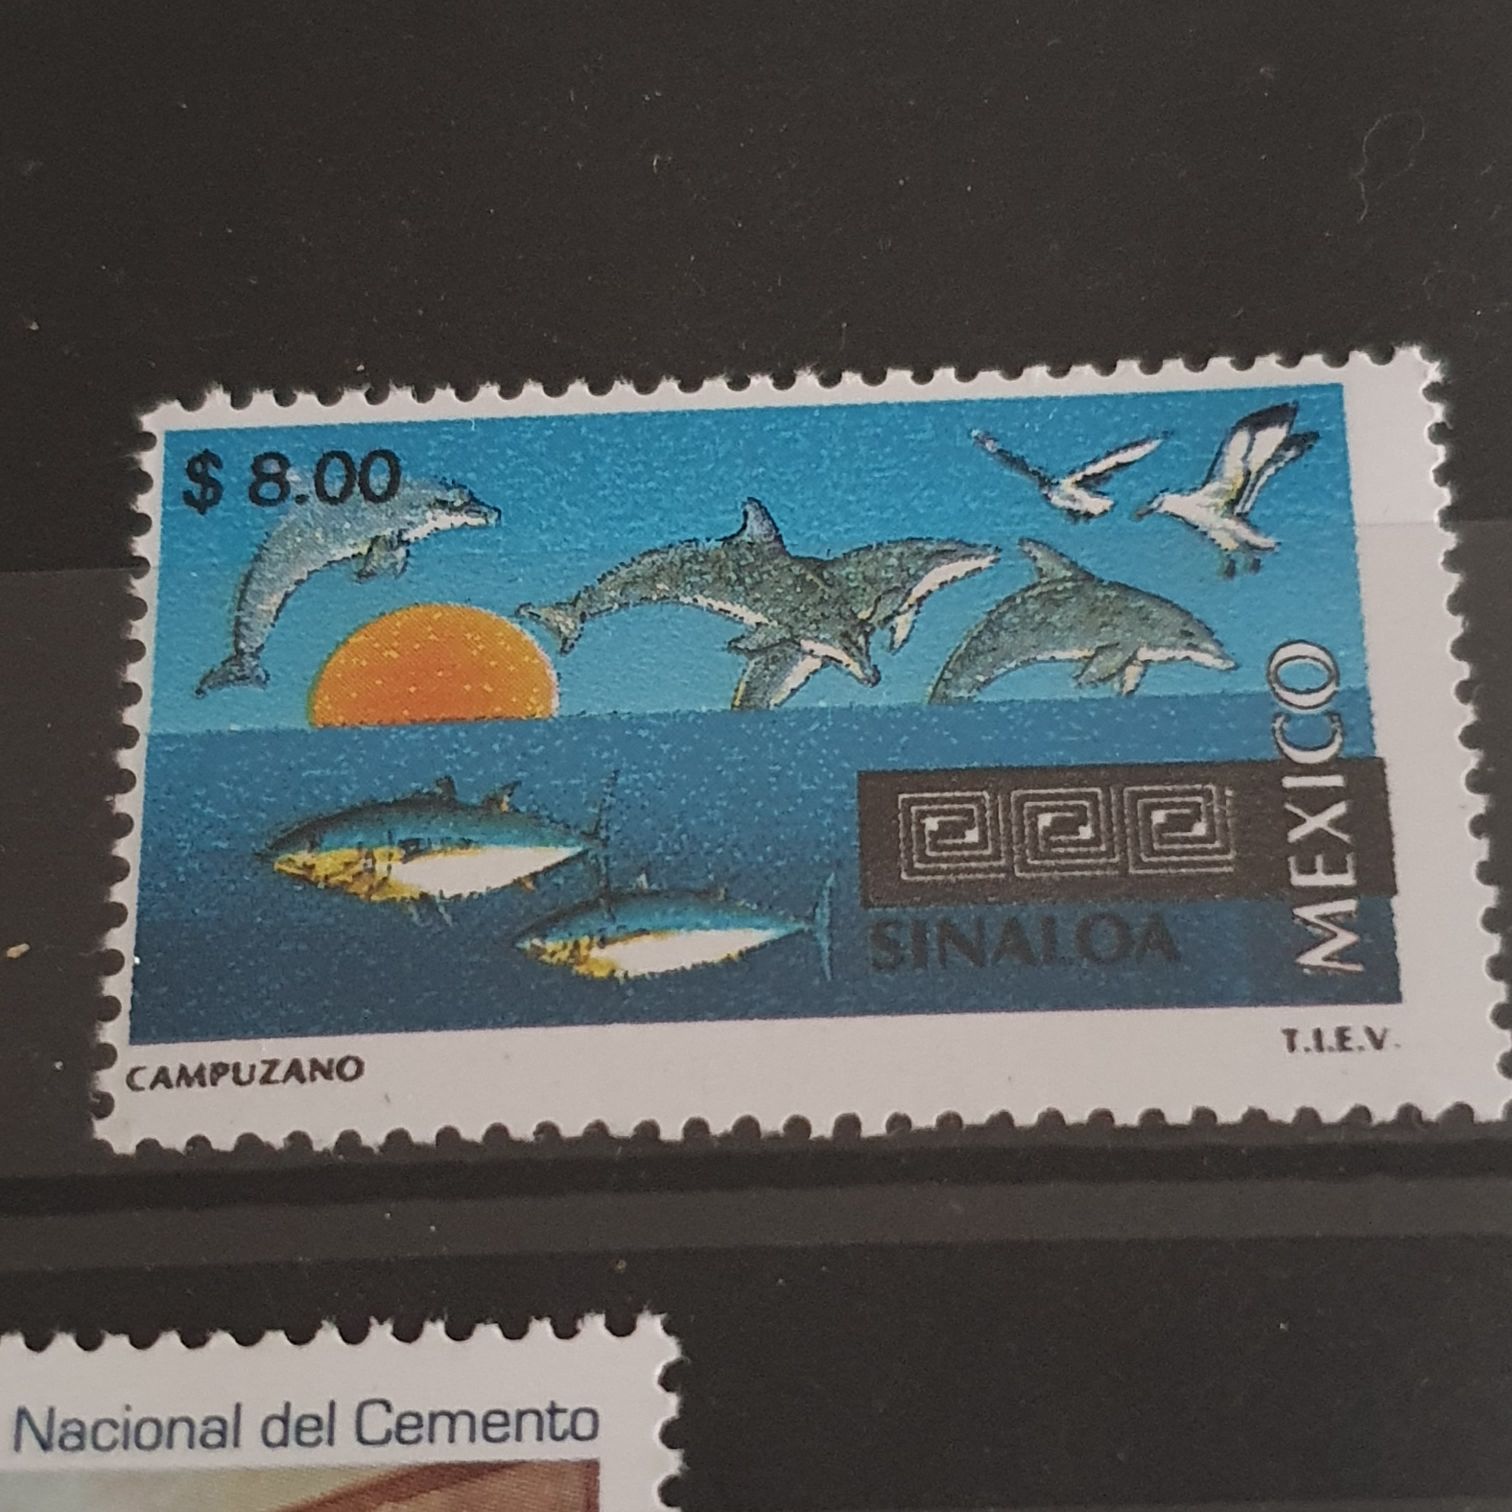 $ 8.00
MEXICO
SINALOA
CAMPUZANO
T.I.E.V.
Nacional del Cemento